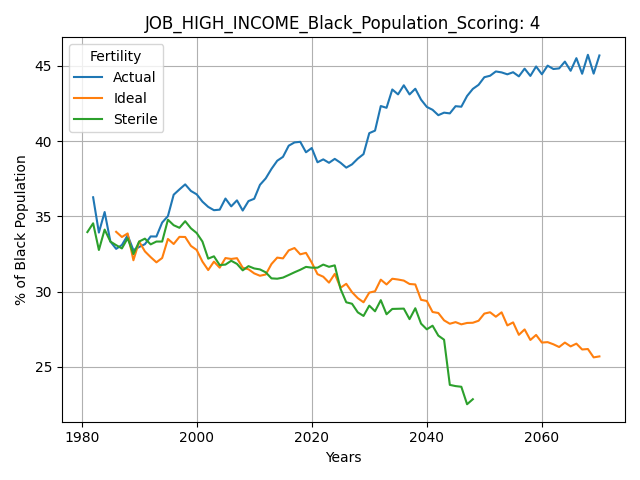 JOB_HIGH_INCOME_Black_Population_Scoring: 4
Fertility
Actual
Ideal
Sterile
% of Black Population
45
40
35
30
25
1980
2000
2020
2040
2060
Years